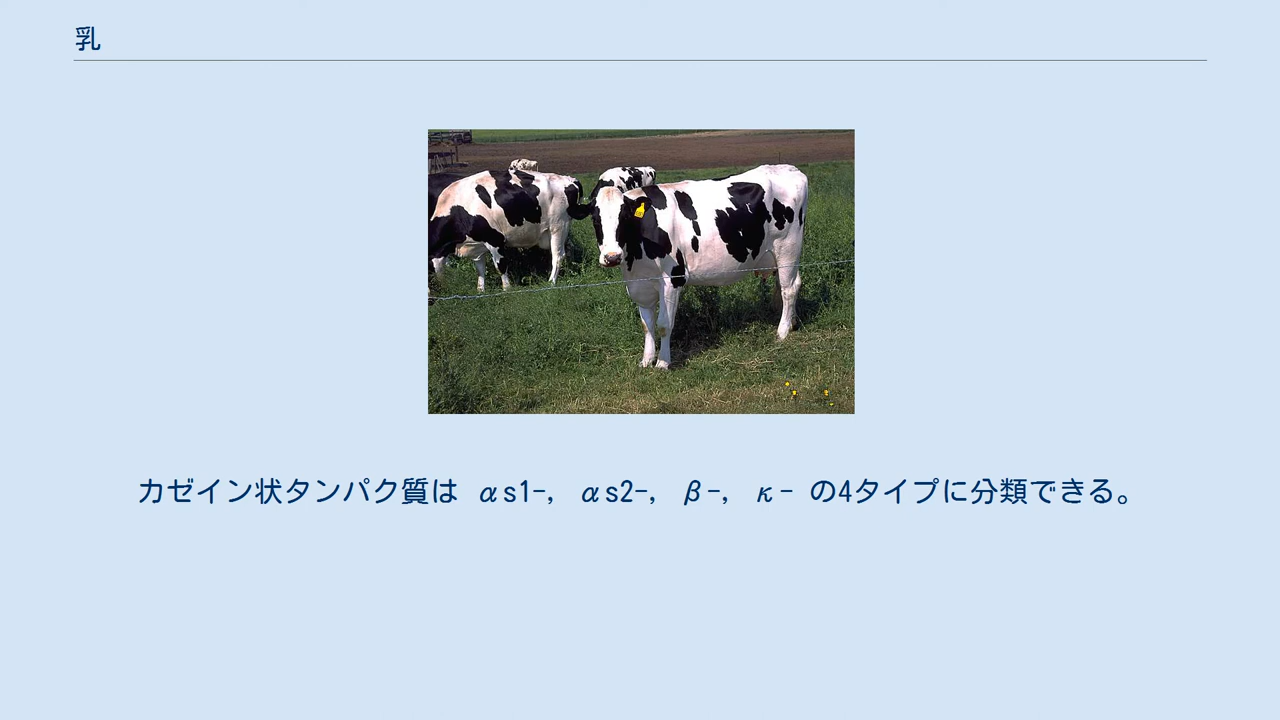 乳
カゼイン状タンパク質は αs1-, αs2-, β-, κ- の4タイプに分類できる。